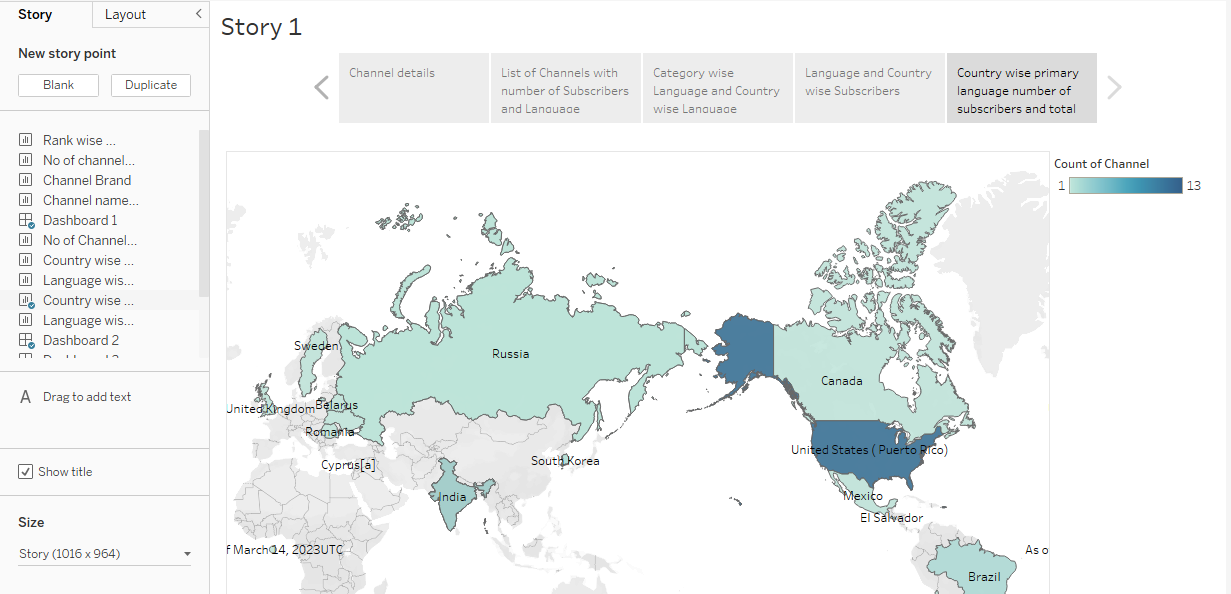 Story
Layout
New story point
Blank
Duplicate
Rank wise ...
No of channel...
Channel Brand
Channel name...
Dashboard 1
No of Channel...
Country wise ...
Language wis...
Country wise ...
Language wis...
Dashboard 2
A Drag to add text
Show title
Size
Story (1016 x 964)
Story 1
Channel details
List of Channels with
number of Subscribers
and Language
Category wise
Language and Country
wise Language
Language and Country
wise Subscribers
Country wise primary
language number of
subscribers and total
Count of Channel
1
13
Sweden
Russia
Canada
United Kingdom
Belarus
Romania
Cyprus[a]
South Korea
United States ( Puerto Rico)
India
Mexico
El Salvador
f March 14, 2023UTC
As o
Brazil